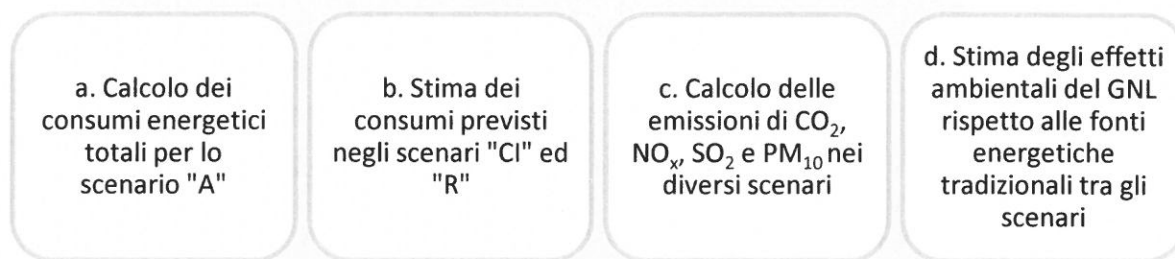 a. Calcolo dei
consumi energetici
totali per lo
scenario "A"
b. Stima dei
consumi previsti
negli scenari "CI" ed
"R"
c. Calcolo delle
emissioni di CO₂,
NOₓ, SO₂ e PM₁₀ nei
diversi scenari
d. Stima degli effetti
ambientali del GNL
rispetto alle fonti
energetiche
tradizionali tra gli
scenari